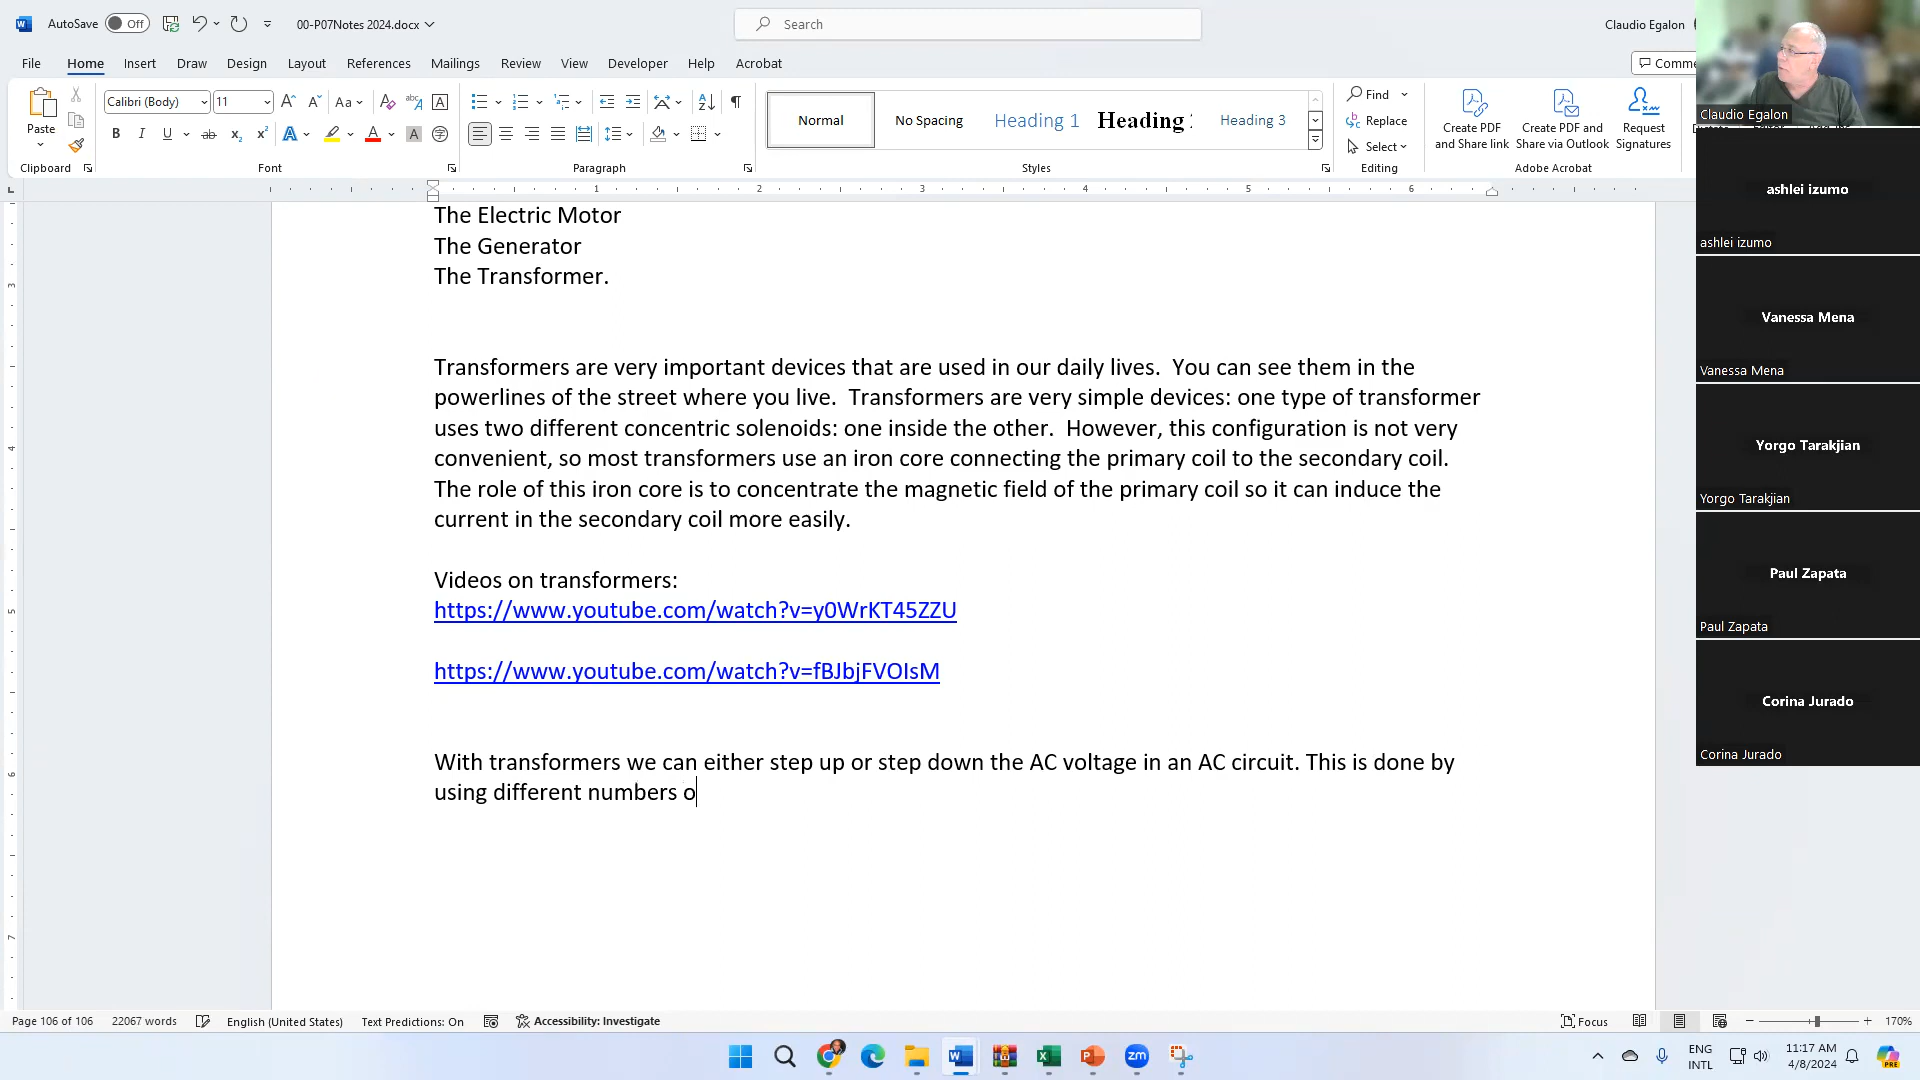 AutoSave Off 00-P07Notes 2024.docx Search Claudio Egalon
File Home Insert Draw Design Layout References Mailings Review View Developer Help Acrobat Comme
Paste Calibri (Body) 11 Normal No Spacing Heading 1 Heading 2 Heading 3 Find Replace Select Create PDF and Share link Create PDF and Share via Outlook Request Signatures
Clipboard Font Paragraph Styles Editing Adobe Acrobat
The Electric Motor
The Generator
The Transformer.
Transformers are very important devices that are used in our daily lives.  You can see them in the
powerlines of the street where you live.  Transformers are very simple devices: one type of transformer
uses two different concentric solenoids: one inside the other.  However, this configuration is not very
convenient, so most transformers use an iron core connecting the primary coil to the secondary coil.
The role of this iron core is to concentrate the magnetic field of the primary coil so it can induce the
current in the secondary coil more easily.
Videos on transformers:
https://www.youtube.com/watch?v=y0WrKT45ZZU
https://www.youtube.com/watch?v=fBJbjFVOIsM
With transformers we can either step up or step down the AC voltage in an AC circuit. This is done by
using different numbers o
Claudio Egalon
ashlei izumo
ashlei izumo
Vanessa Mena
Vanessa Mena
Yorgo Tarakjian
Yorgo Tarakjian
Paul Zapata
Paul Zapata
Corina Jurado
Corina Jurado
Page 106 of 106 22067 words English (United States) Text Predictions: On Accessibility: Investigate Focus 170%
ENG
INTL
11:17 AM
4/8/2024